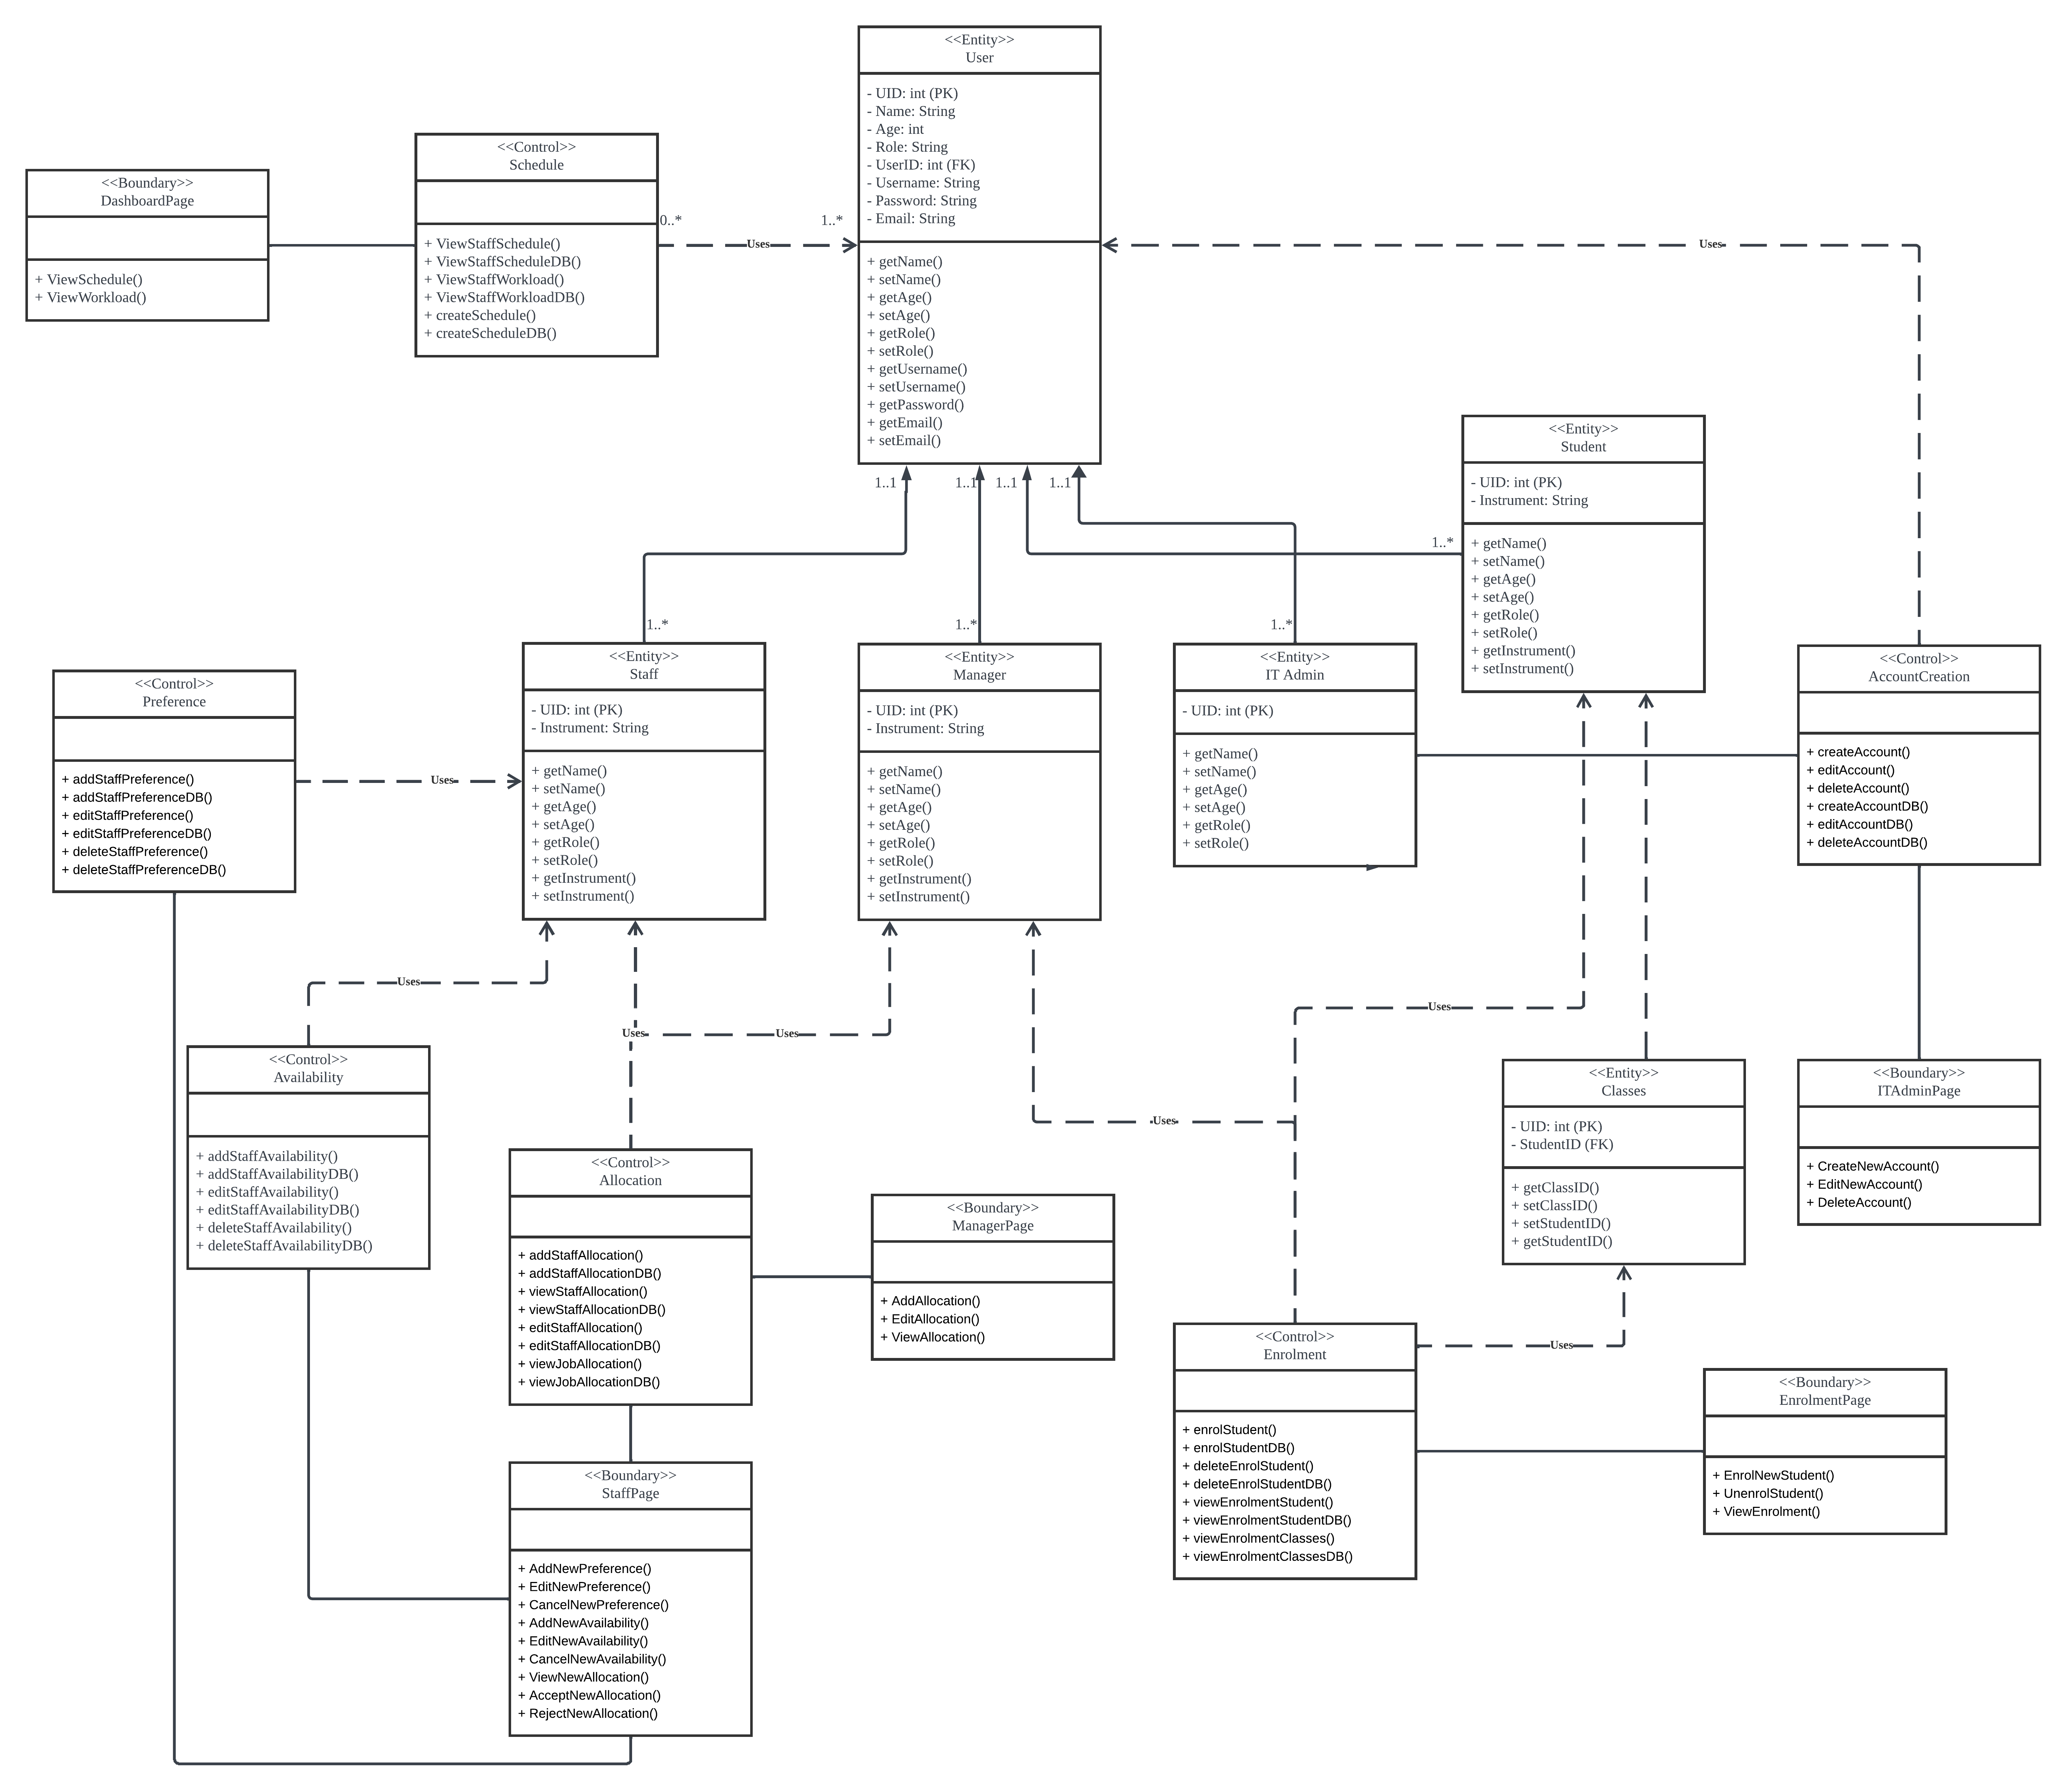 <<Entity>>
User
- UID: int (PK)
- Name: String
- Age: int
- Role: String
- UserID: int (FK)
- Username: String
- Password: String
- Email: String
+ getName()
+ setName()
+ getAge()
+ setAge()
+ getRole()
+ setRole()
+ getUsername()
+ setUsername()
+ getPassword()
+ getEmail()
+ setEmail()
<<Control>>
Schedule
+ ViewStaffSchedule()
+ ViewStaffScheduleDB()
+ ViewStaffWorkload()
+ ViewStaffWorkloadDB()
+ createSchedule()
+ createScheduleDB()
<<Boundary>>
DashboardPage
+ ViewSchedule()
+ ViewWorkload()
0..*
1..*
Uses
Uses
1..1
1..1
1..1
1..1
<<Entity>>
Student
- UID: int (PK)
- Instrument: String
+ getName()
+ setName()
+ getAge()
+ setAge()
+ getRole()
+ setRole()
+ getInstrument()
+ setInstrument()
1..*
1..*
1..*
1..*
<<Control>>
Preference
+ addStaffPreference()
+ addStaffPreferenceDB()
+ editStaffPreference()
+ editStaffPreferenceDB()
+ deleteStaffPreference()
+ deleteStaffPreferenceDB()
Uses
<<Entity>>
Staff
- UID: int (PK)
- Instrument: String
+ getName()
+ setName()
+ getAge()
+ setAge()
+ getRole()
+ setRole()
+ getInstrument()
+ setInstrument()
<<Entity>>
Manager
- UID: int (PK)
- Instrument: String
+ getName()
+ setName()
+ getAge()
+ setAge()
+ getRole()
+ setRole()
+ getInstrument()
+ setInstrument()
<<Entity>>
IT Admin
- UID: int (PK)
+ getName()
+ setName()
+ getAge()
+ setAge()
+ getRole()
+ setRole()
<<Control>>
AccountCreation
+ createAccount()
+ editAccount()
+ deleteAccount()
+ createAccountDB()
+ editAccountDB()
+ deleteAccountDB()
Uses
Uses
Uses
Uses
Uses
<<Control>>
Availability
+ addStaffAvailability()
+ addStaffAvailabilityDB()
+ editStaffAvailability()
+ editStaffAvailabilityDB()
+ deleteStaffAvailability()
+ deleteStaffAvailabilityDB()
<<Control>>
Allocation
+ addStaffAllocation()
+ addStaffAllocationDB()
+ viewStaffAllocation()
+ viewStaffAllocationDB()
+ editStaffAllocation()
+ editStaffAllocationDB()
+ viewJobAllocation()
+ viewJobAllocationDB()
<<Boundary>>
ManagerPage
+ AddAllocation()
+ EditAllocation()
+ ViewAllocation()
<<Entity>>
Classes
- UID: int (PK)
- StudentID (FK)
+ getClassID()
+ setClassID()
+ setStudentID()
+ getStudentID()
<<Boundary>>
ITAdminPage
+ CreateNewAccount()
+ EditNewAccount()
+ DeleteAccount()
<<Control>>
Enrolment
+ enrolStudent()
+ enrolStudentDB()
+ deleteEnrolStudent()
+ deleteEnrolStudentDB()
+ viewEnrolmentStudent()
+ viewEnrolmentStudentDB()
+ viewEnrolmentClasses()
+ viewEnrolmentClassesDB()
Uses
<<Boundary>>
EnrolmentPage
+ EnrolNewStudent()
+ UnenrolStudent()
+ ViewEnrolment()
<<Boundary>>
StaffPage
+ AddNewPreference()
+ EditNewPreference()
+ CancelNewPreference()
+ AddNewAvailability()
+ EditNewAvailability()
+ CancelNewAvailability()
+ ViewNewAllocation()
+ AcceptNewAllocation()
+ RejectNewAllocation()